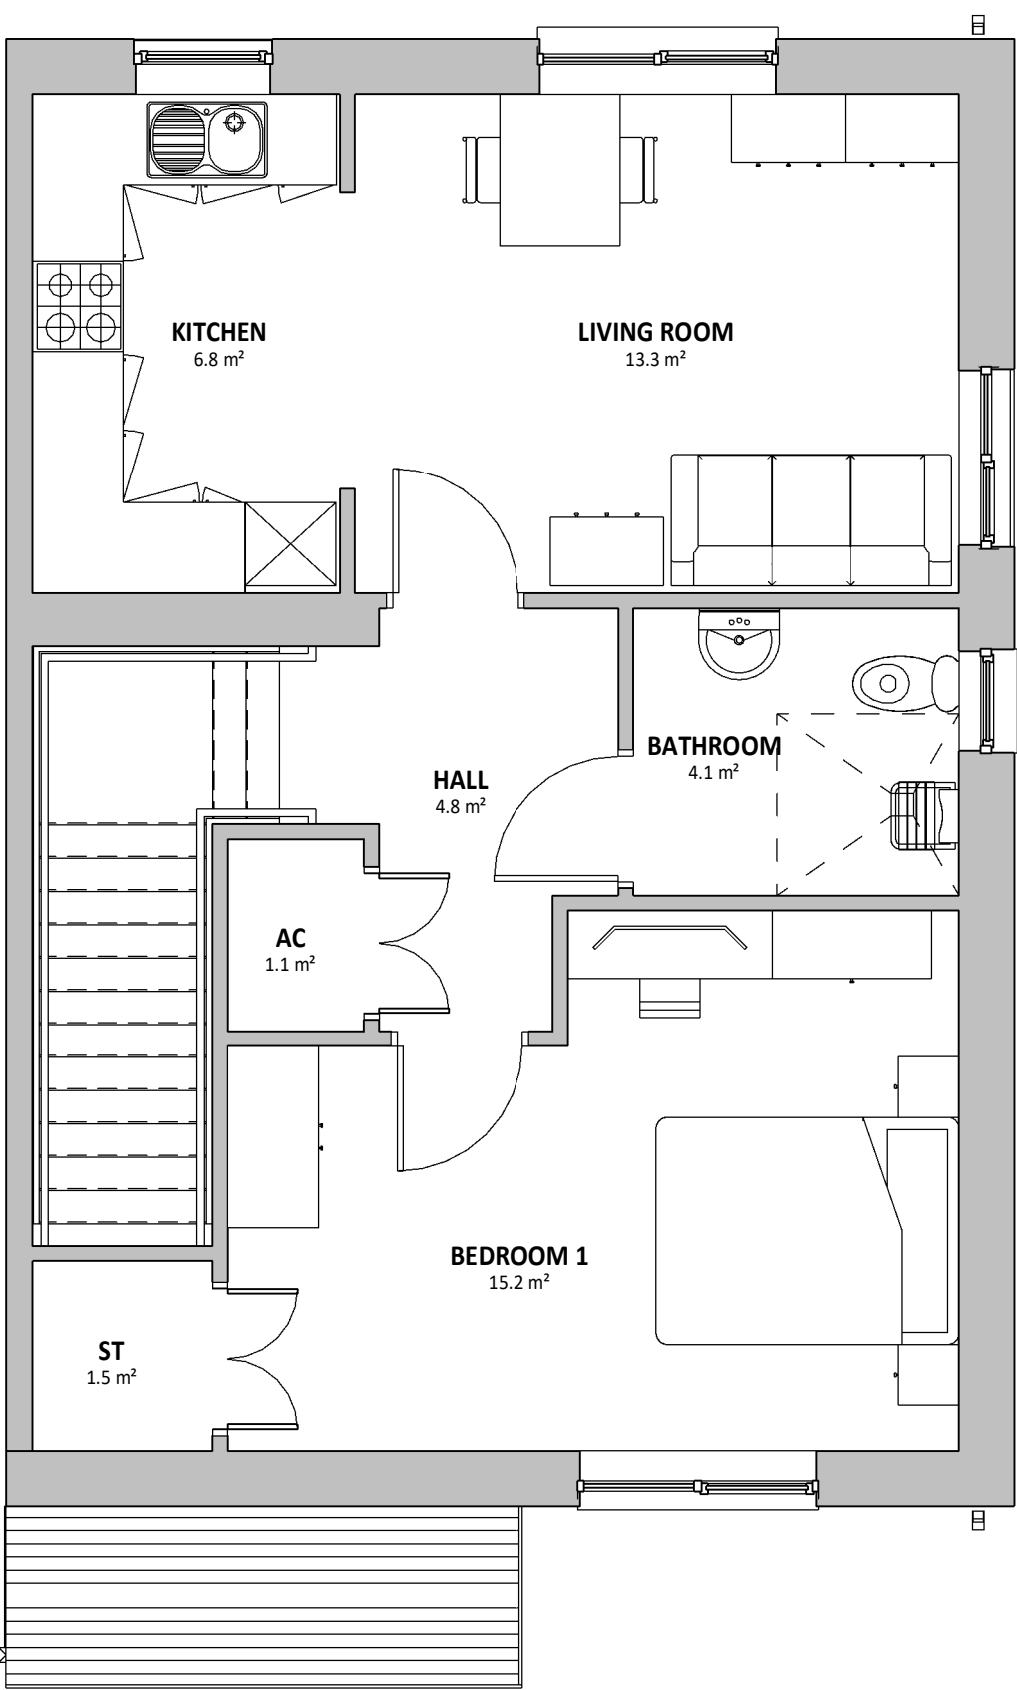 KITCHEN
6.8 m²
LIVING ROOM
13.3 m²
BATHROOM
4.1 m²
HALL
4.8 m²
AC
1.1 m²
BEDROOM 1
15.2 m²
ST
1.5 m²